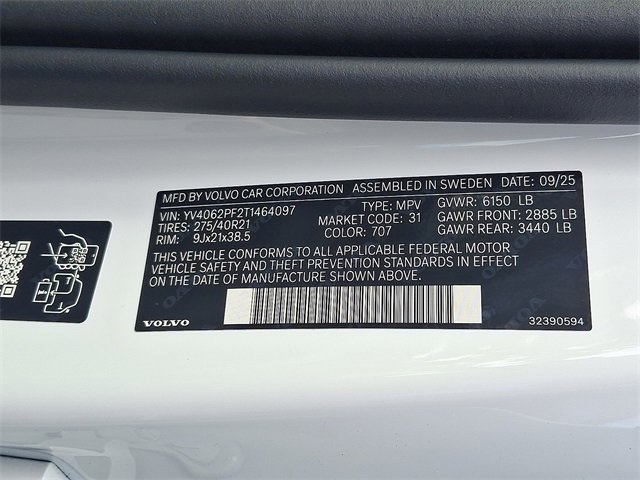 MFD BY VOLVO CAR CORPORATION ASSEMBLED IN SWEDEN DATE: 09/25
VIN: YV4062PF2T1464097 TYPE: MPV GVWR: 6150 LB
TIRES: 275/40R21 MARKET CODE: 31 GAWR FRONT: 2885 LB
RIM: 9Jx21x38.5 COLOR: 707 GAWR REAR: 3440 LB
THIS VEHICLE CONFORMS TO ALL APPLICABLE FEDERAL MOTOR
VEHICLE SAFETY AND THEFT PREVENTION STANDARDS IN EFFECT
ON THE DATE OF MANUFACTURE SHOWN ABOVE.
VOLVO 32390594